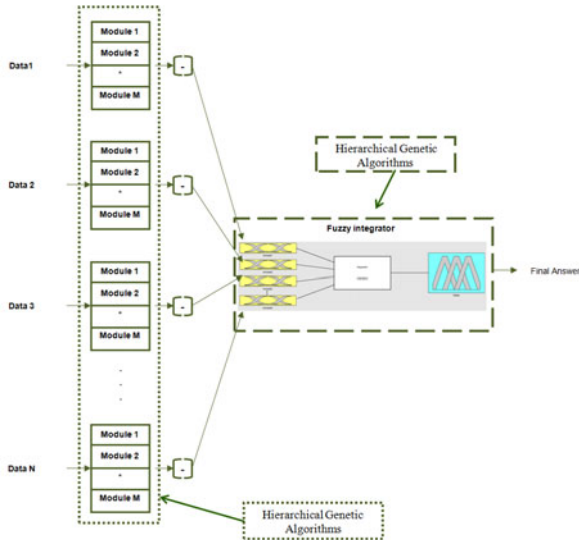 Module 1
Module 2
Data1
*
Module M
-
Module 1
Module 2
Data 2
*
Module M
-
Hierarchical Genetic
Algorithms
Fuzzy integrator
Module 1
Module 2
Data 3
*
Module M
-
Final Answer
.
.
.
Module 1
Module 2
Data N
*
Module M
-
Hierarchical Genetic
Algorithms